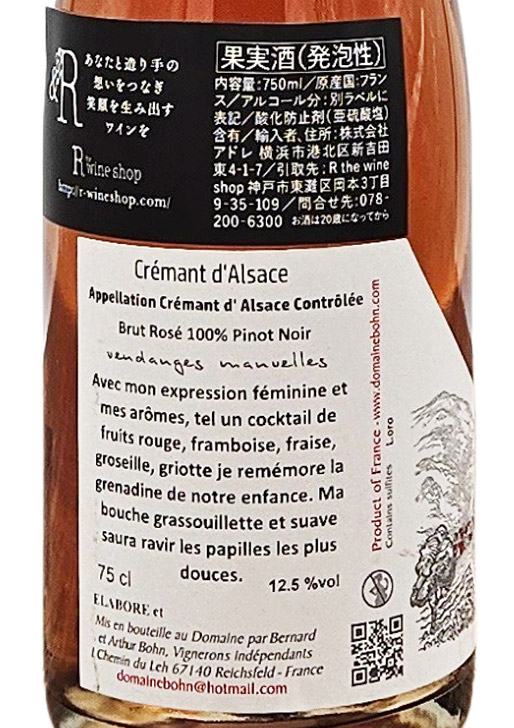 &R
あなたと造り手の
想いをつなぎ
笑顔を生み出す
ワインを
R the wine shop
http://r-wineshop.com/
果実酒(発泡性)
内容量:750ml/原産国:フラン
ス/アルコール分:別ラベルに
表記/酸化防止剤(亜硫酸塩)
含有/輸入者、住所:株式会社
アドレ 横浜市港北区新吉田
東4-1-7/引取先:R the wine
shop 神戸市東灘区岡本3丁目
9-35-109/問合せ先:078-
200-6300 お酒は20歳になってから
Crémant d'Alsace
Appellation Crémant d' Alsace Contrôlée
Brut Rosé 100% Pinot Noir
vendanges manuelles
Avec mon expression féminine et
mes arômes, tel un cocktail de
fruits rouge, framboise, fraise,
groseille, griotte je remémore la
grenadine de notre enfance. Ma
bouche grassouillette et suave
saura ravir les papilles les plus
douces.
75 cl
12.5 %vol
ELABORE et
Mis en bouteille au Domaine par Bernard
et Arthur Bohn, Vignerons indépendants
1 Chemin du Leh 67140 Reichsfeld - France
domainebohn@hotmail.com
Product of France - www.domainebohn.com
Contains sulfites L.oro